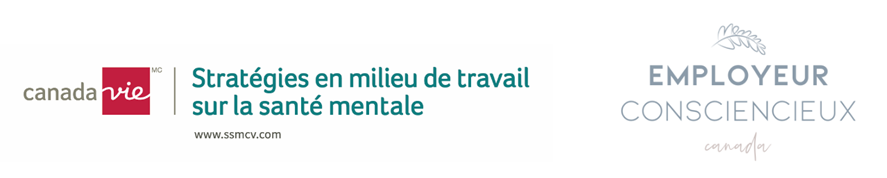 canada vie MC
Stratégies en milieu de travail
sur la santé mentale
www.ssmcv.com
EMPLOYEUR
CONSCIENCIEUX
canada